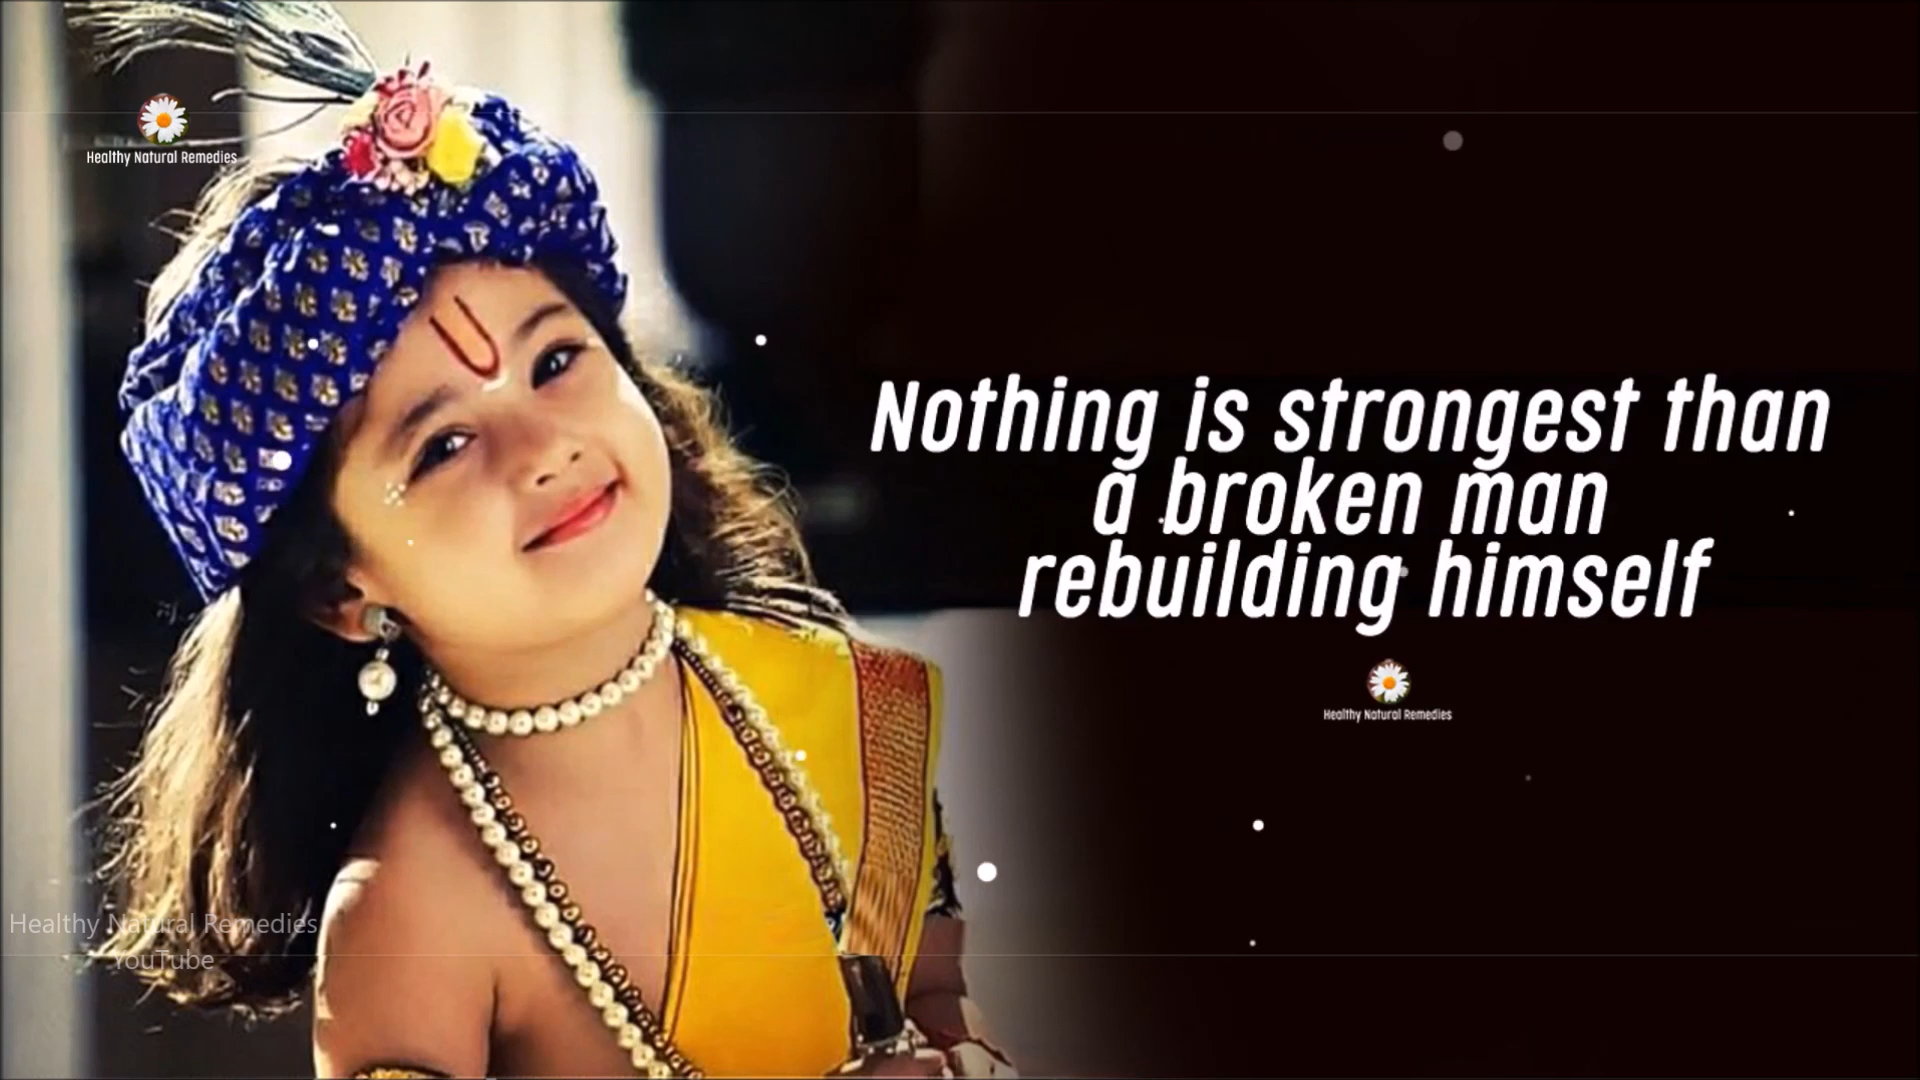 Healthy Natural Remedies
Nothing is strongest than
a broken man
rebuilding himself
Healthy Natural Remedies
Healthy Natural Remedies
YouTube